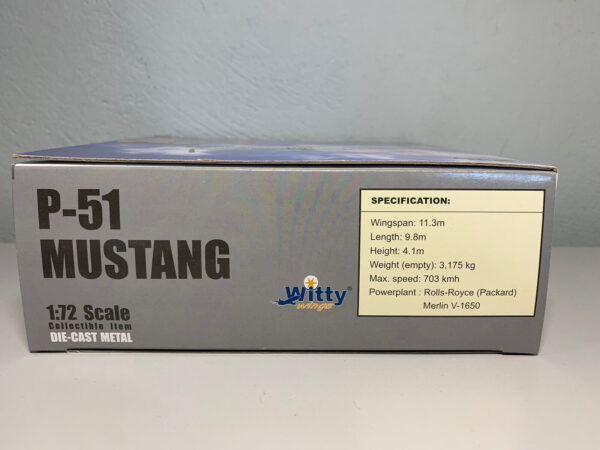 P-51
MUSTANG
1:72 Scale
Collectible Item
DIE-CAST METAL
Witty
wings
SPECIFICATION:
Wingspan: 11.3m
Length: 9.8m
Height: 4.1m
Weight (empty): 3,175 kg
Max. speed: 703 kmh
Powerplant : Rolls-Royce (Packard)
Merlin V-1650